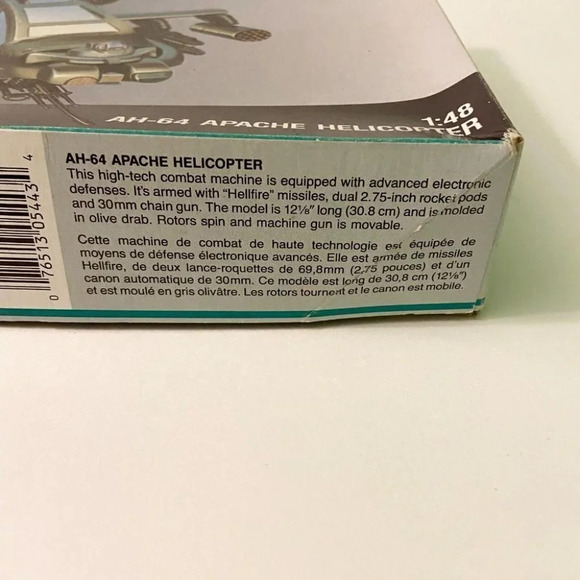 AH-64 APACHE HELICOPTER
1:48
AH-64 APACHE HELICOPTER
This high-tech combat machine is equipped with advanced electronic
defenses. It's armed with "Hellfire" missiles, dual 2.75-inch rocket pods
and 30mm chain gun. The model is 12⅛" long (30.8 cm) and is molded
in olive drab. Rotors spin and machine gun is movable.
Cette machine de combat de haute technologie est équipée de
moyens de défense électronique avancés. Elle est armée de missiles
Hellfire, de deux lance-roquettes de 69,8mm (2,75 pouces) et d'un
canon automatique de 30mm. Ce modèle est long de 30,8 cm (12⅛")
et est moulé en gris olivâtre. Les rotors tournent et le canon est mobile.
0 76513 05443 4